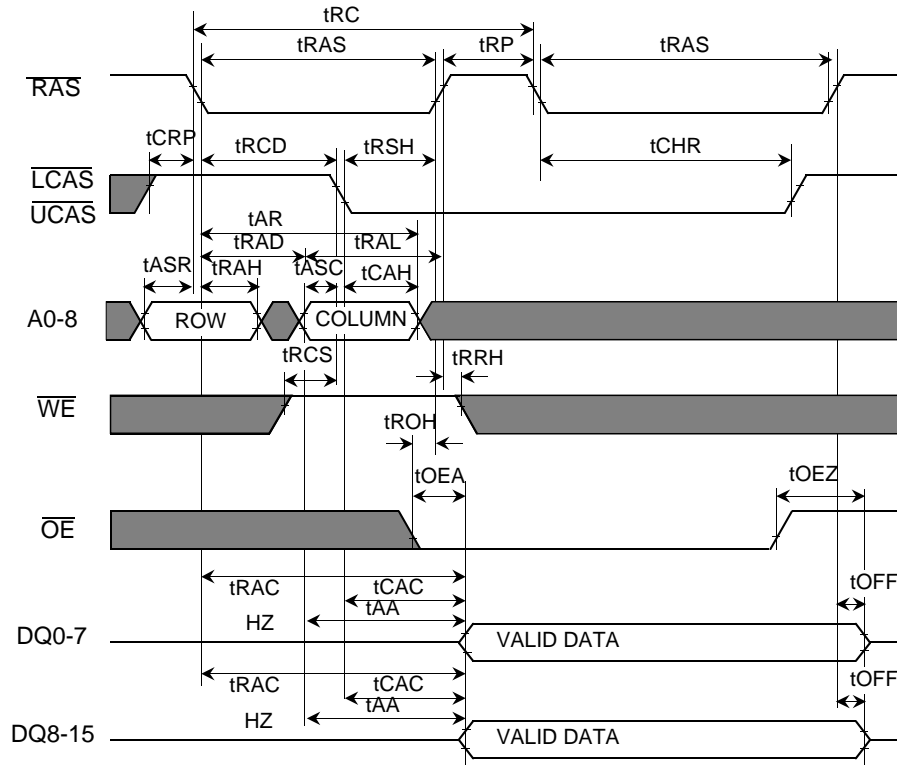 tRC
tRAS tRP tRAS
RAS
tCRP tRCD tRSH tCHR
LCAS
UCAS
tAR
tRAD tRAL
tASR tRAH tASC tCAH
A0-8 ROW COLUMN
tRCS tRRH
WE
tROH
tOEA tOEZ
OE
tRAC tCAC tOFF
HZ tAA
DQ0-7 VALID DATA
tRAC tCAC tOFF
HZ tAA
DQ8-15 VALID DATA